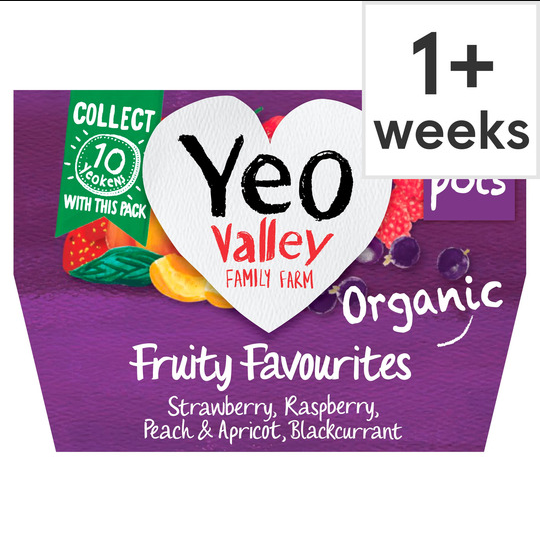 1+
weeks
COLLECT
10
Yeokens
WITH THIS PACK
Yeo
Valley
FAMILY FARM
pots
Organic
Fruity Favourites
Strawberry, Raspberry,
Peach & Apricot, Blackcurrant